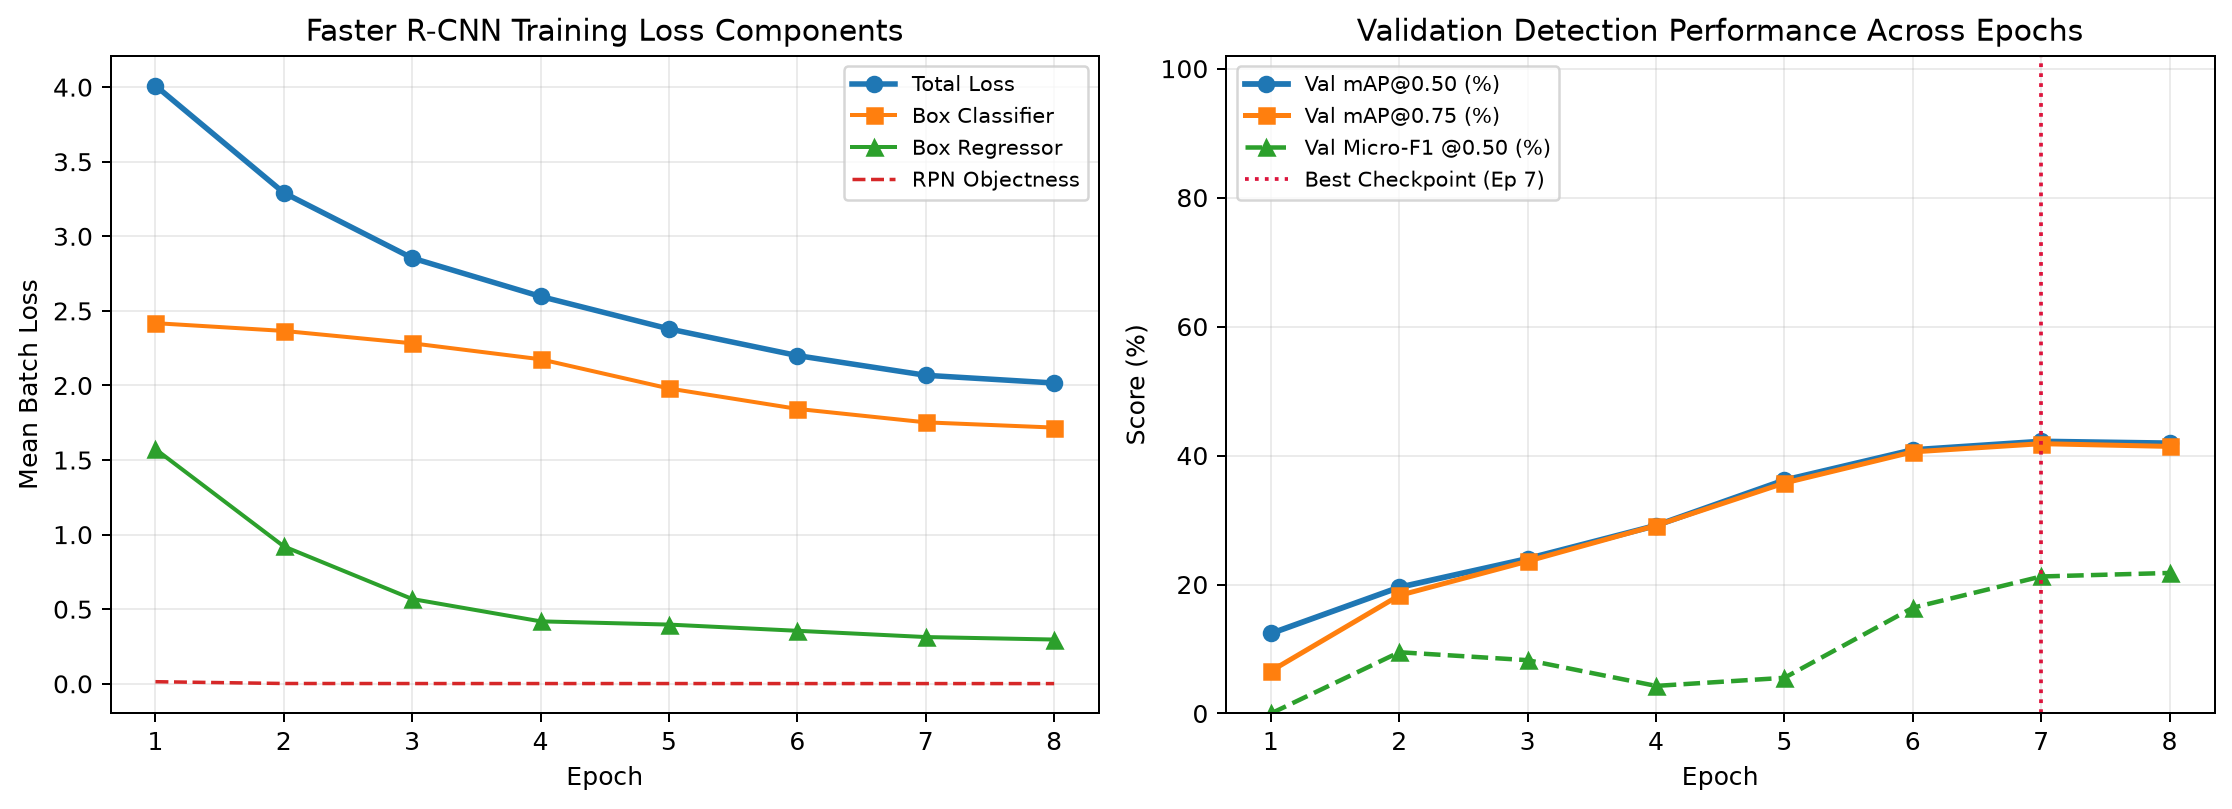 Faster R-CNN Training Loss Components
Mean Batch Loss
4.0
3.5
3.0
2.5
2.0
1.5
1.0
0.5
0.0
Total Loss
Box Classifier
Box Regressor
RPN Objectness
1 2 3 4 5 6 7 8
Epoch
Validation Detection Performance Across Epochs
Score (%)
100
80
60
40
20
0
Val mAP@0.50 (%)
Val mAP@0.75 (%)
Val Micro-F1 @0.50 (%)
Best Checkpoint (Ep 7)
1 2 3 4 5 6 7 8
Epoch